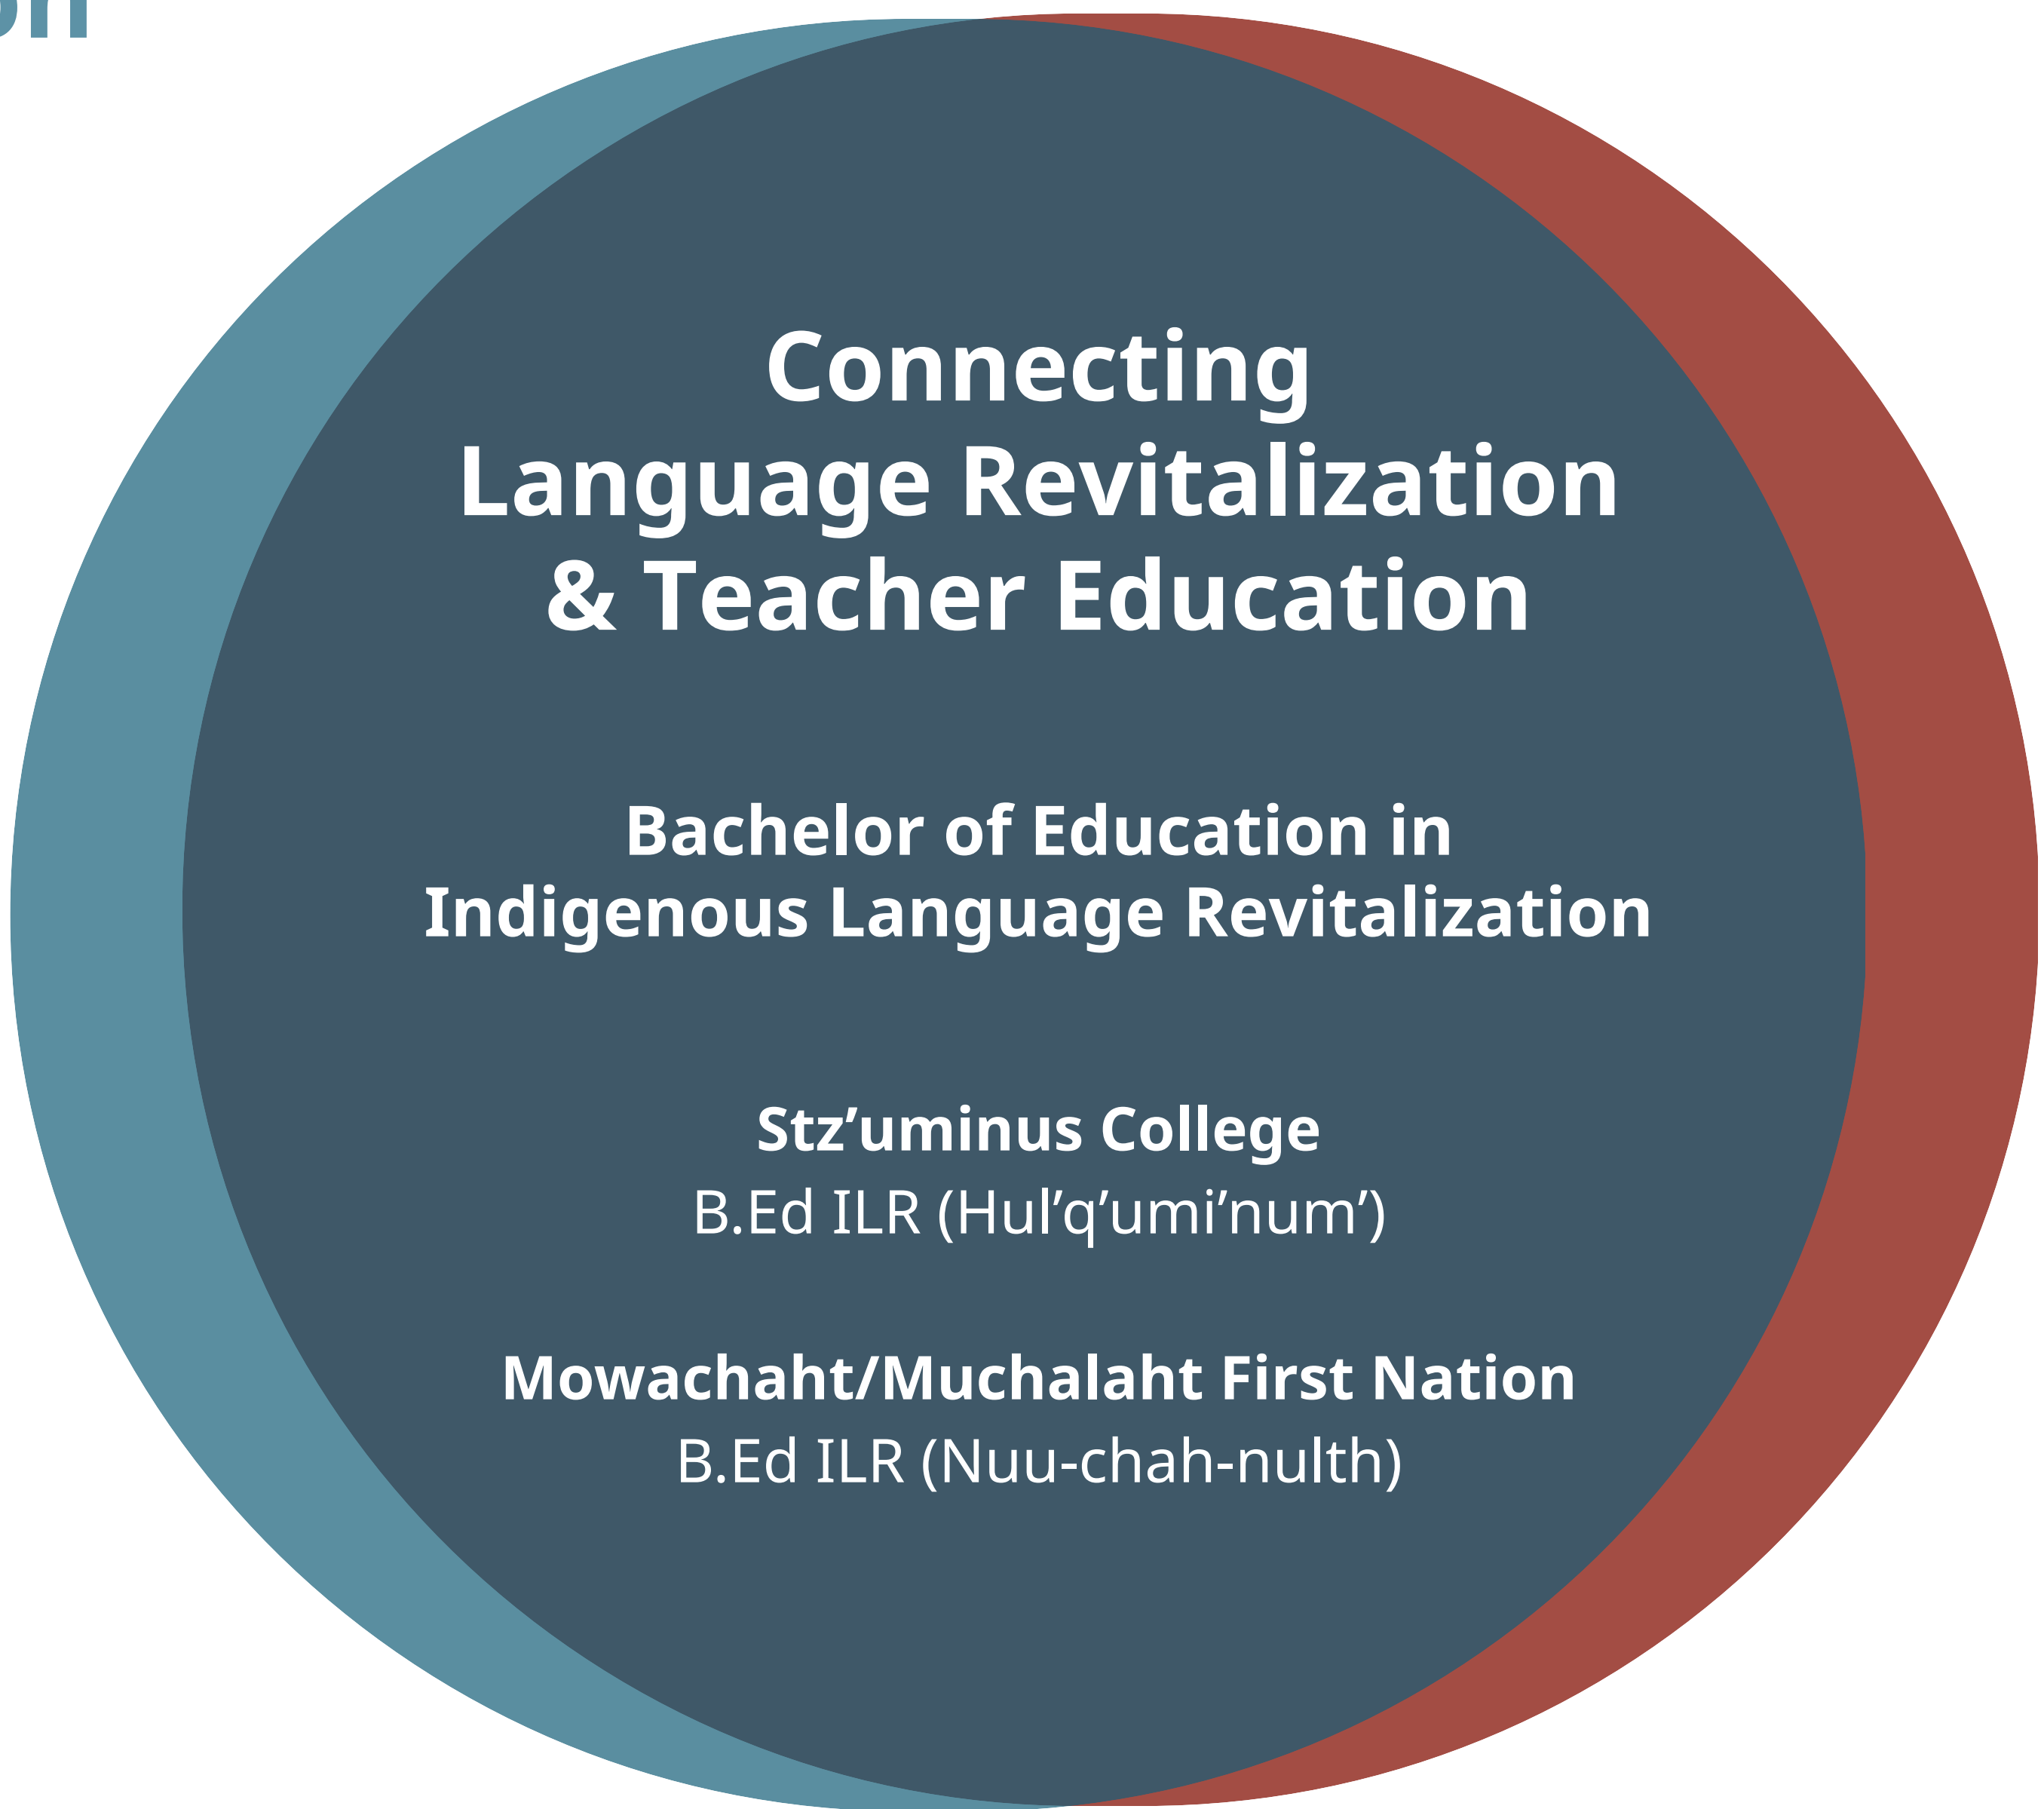 Connecting
Language Revitalization
& Teacher Education
Bachelor of Education in
Indigenous Language Revitalization
Stz’uminus College
B.Ed ILR (Hul’q’umi’num’)
Mowachaht/Muchalaht First Nation
B.Ed ILR (Nuu-chah-nulth)